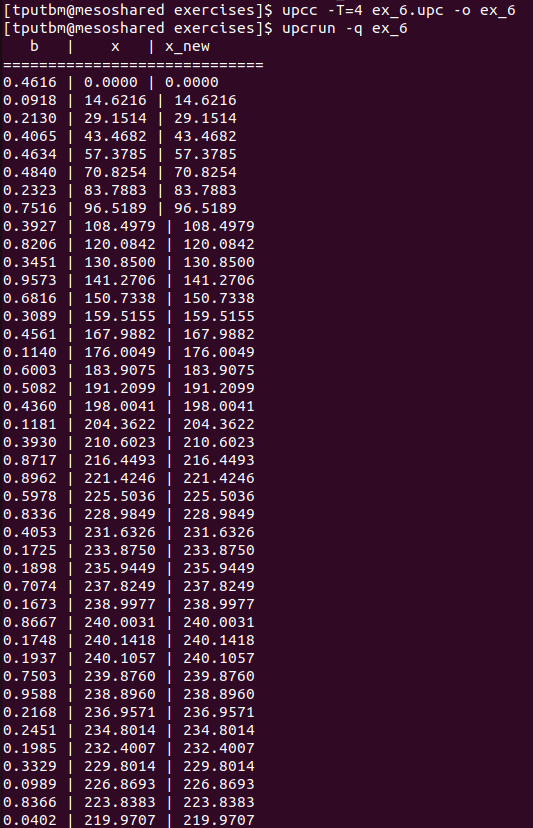 [tputbm@mesoshared exercises]$ upcc -T=4 ex_6.upc -o ex_6
[tputbm@mesoshared exercises]$ upcrun -q ex_6
   b   |    x    | x_new
=============================
0.4616 | 0.0000 | 0.0000
0.0918 | 14.6216 | 14.6216
0.2130 | 29.1514 | 29.1514
0.4065 | 43.4682 | 43.4682
0.4634 | 57.3785 | 57.3785
0.4840 | 70.8254 | 70.8254
0.2323 | 83.7883 | 83.7883
0.7516 | 96.5189 | 96.5189
0.3927 | 108.4979 | 108.4979
0.8206 | 120.0842 | 120.0842
0.3451 | 130.8500 | 130.8500
0.9573 | 141.2706 | 141.2706
0.6816 | 150.7338 | 150.7338
0.3089 | 159.5155 | 159.5155
0.4561 | 167.9882 | 167.9882
0.1140 | 176.0049 | 176.0049
0.6003 | 183.9075 | 183.9075
0.5082 | 191.2099 | 191.2099
0.4360 | 198.0041 | 198.0041
0.1181 | 204.3622 | 204.3622
0.3930 | 210.6023 | 210.6023
0.8717 | 216.4493 | 216.4493
0.8962 | 221.4246 | 221.4246
0.5978 | 225.5036 | 225.5036
0.8336 | 228.9849 | 228.9849
0.4053 | 231.6326 | 231.6326
0.1725 | 233.8750 | 233.8750
0.1898 | 235.9449 | 235.9449
0.7074 | 237.8249 | 237.8249
0.1673 | 238.9977 | 238.9977
0.8667 | 240.0031 | 240.0031
0.1748 | 240.1418 | 240.1418
0.1937 | 240.1057 | 240.1057
0.7503 | 239.8760 | 239.8760
0.9588 | 238.8960 | 238.8960
0.2168 | 236.9571 | 236.9571
0.2451 | 234.8014 | 234.8014
0.1985 | 232.4007 | 232.4007
0.3329 | 229.8014 | 229.8014
0.0989 | 226.8693 | 226.8693
0.8366 | 223.8383 | 223.8383
0.0402 | 219.9707 | 219.9707